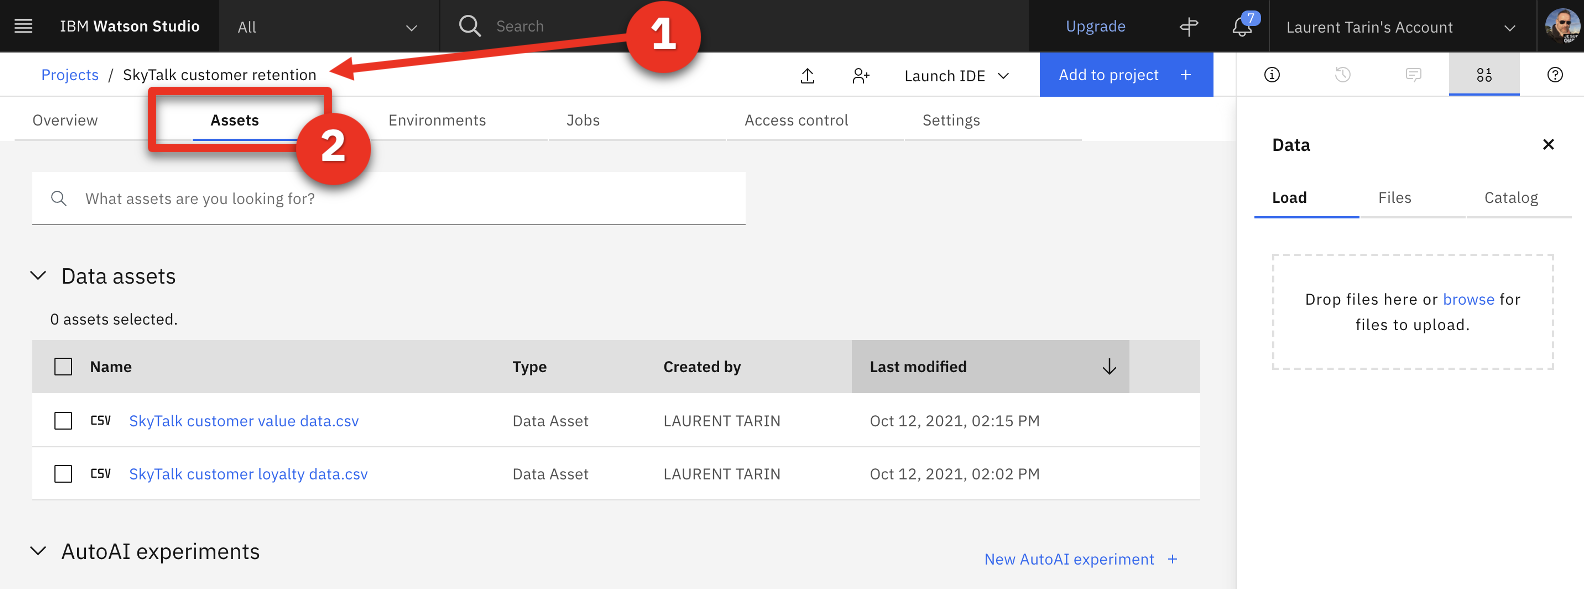 IBM Watson Studio
All
Search
Upgrade
7
Laurent Tarin's Account
1
Projects / SkyTalk customer retention
Launch IDE
Add to project +
Overview
Assets
2
Environments
Jobs
Access control
Settings
What assets are you looking for?
Data assets
0 assets selected.
Name Type Created by Last modified
CSV SkyTalk customer value data.csv Data Asset LAURENT TARIN Oct 12, 2021, 02:15 PM
CSV SkyTalk customer loyalty data.csv Data Asset LAURENT TARIN Oct 12, 2021, 02:02 PM
AutoAI experiments
New AutoAI experiment +
Data
Load Files Catalog
Drop files here or browse for
files to upload.